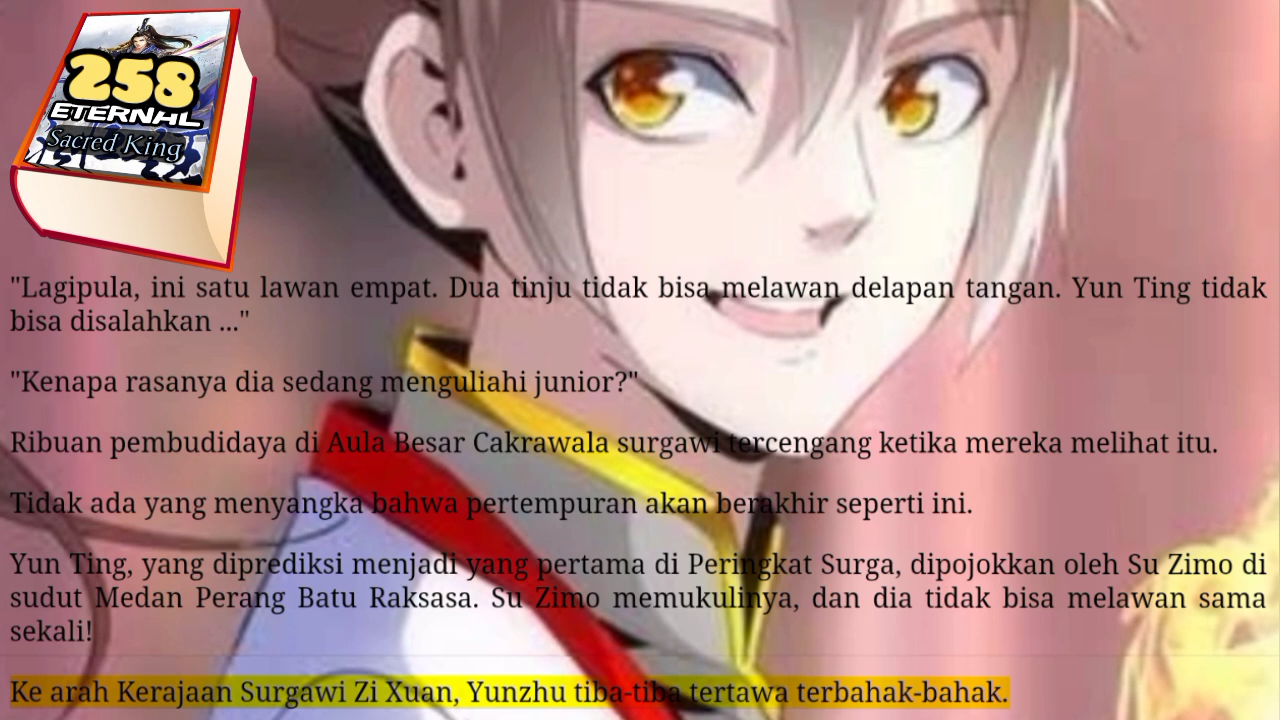 258
ETERNAL
Sacred King
"Lagipula, ini satu lawan empat. Dua tinju tidak bisa melawan delapan tangan. Yun Ting tidak
bisa disalahkan ..."
"Kenapa rasanya dia sedang menguliahi junior?"
Ribuan pembudidaya di Aula Besar Cakrawala surgawi tercengang ketika mereka melihat itu.
Tidak ada yang menyangka bahwa pertempuran akan berakhir seperti ini.
Yun Ting, yang diprediksi menjadi yang pertama di Peringkat Surga, dipojokkan oleh Su Zimo di
sudut Medan Perang Batu Raksasa. Su Zimo memukulinya, dan dia tidak bisa melawan sama
sekali!
Ke arah Kerajaan Surgawi Zi Xuan, Yunzhu tiba-tiba tertawa terbahak-bahak.